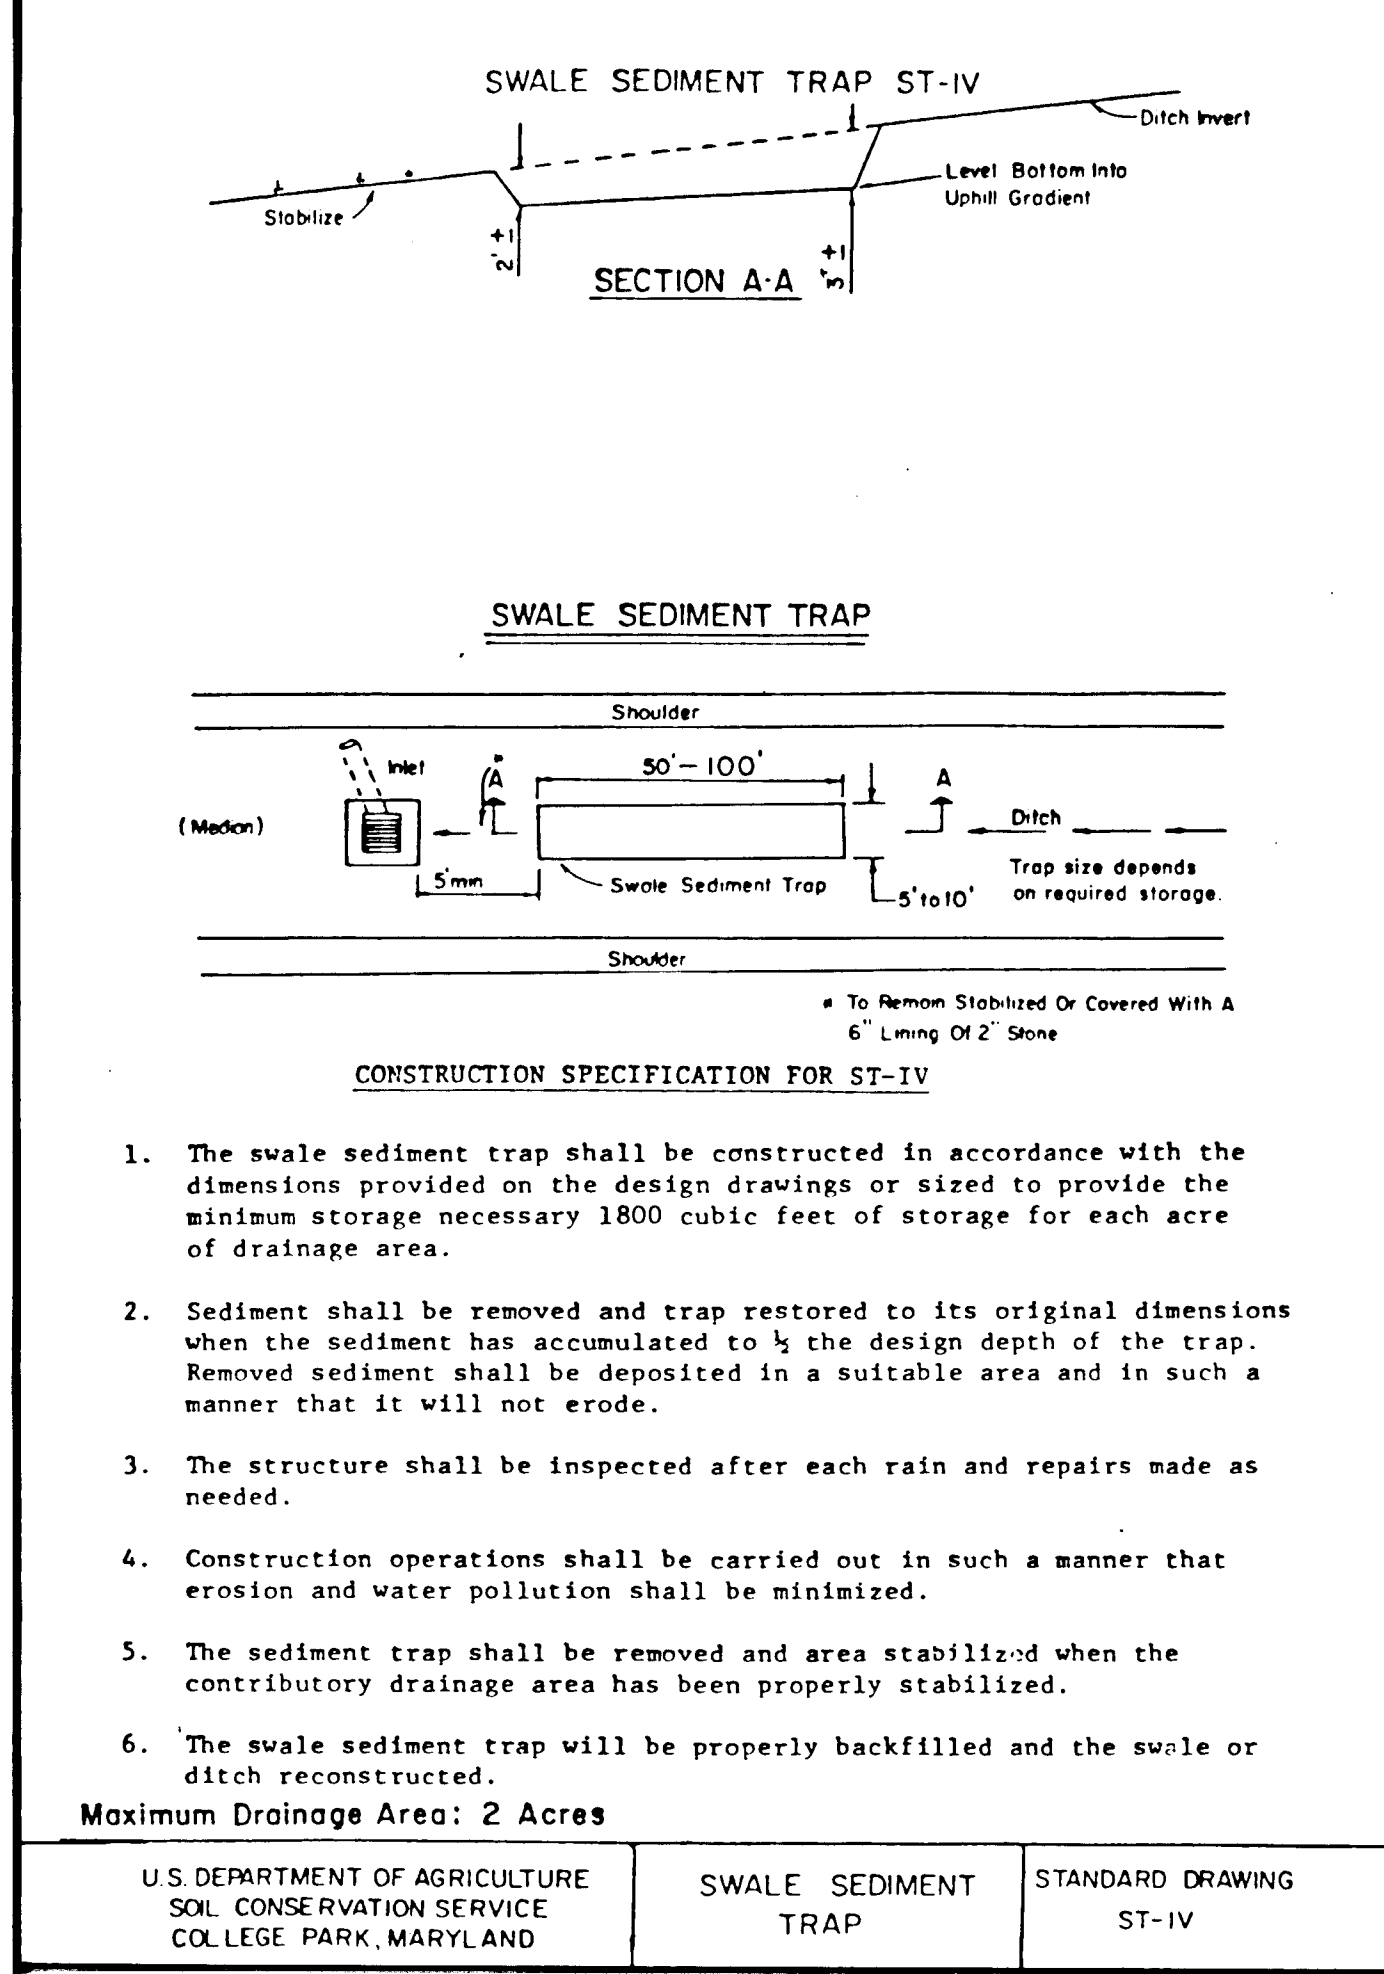 SWALE SEDIMENT TRAP ST-IV
Ditch Invert
Level Bottom Into
Uphill Gradient
Stabilize
2' ±
3' ±
SECTION A-A
SWALE SEDIMENT TRAP
Shoulder
Inlet
A*
50'-100'
A
(Median)
Ditch
5' min
Swale Sediment Trap
5' to 10'
Trap size depends
on required storage.
Shoulder
* To Remain Stabilized Or Covered With A
6" Lining Of 2" Stone
CONSTRUCTION SPECIFICATION FOR ST-IV
1. The swale sediment trap shall be constructed in accordance with the
dimensions provided on the design drawings or sized to provide the
minimum storage necessary 1800 cubic feet of storage for each acre
of drainage area.
2. Sediment shall be removed and trap restored to its original dimensions
when the sediment has accumulated to ½ the design depth of the trap.
Removed sediment shall be deposited in a suitable area and in such a
manner that it will not erode.
3. The structure shall be inspected after each rain and repairs made as
needed.
4. Construction operations shall be carried out in such a manner that
erosion and water pollution shall be minimized.
5. The sediment trap shall be removed and area stabilized when the
contributory drainage area has been properly stabilized.
6. The swale sediment trap will be properly backfilled and the swale or
ditch reconstructed.
Maximum Drainage Area: 2 Acres
U.S. DEPARTMENT OF AGRICULTURE
SOIL CONSERVATION SERVICE
COLLEGE PARK, MARYLAND
SWALE SEDIMENT
TRAP
STANDARD DRAWING
ST-IV